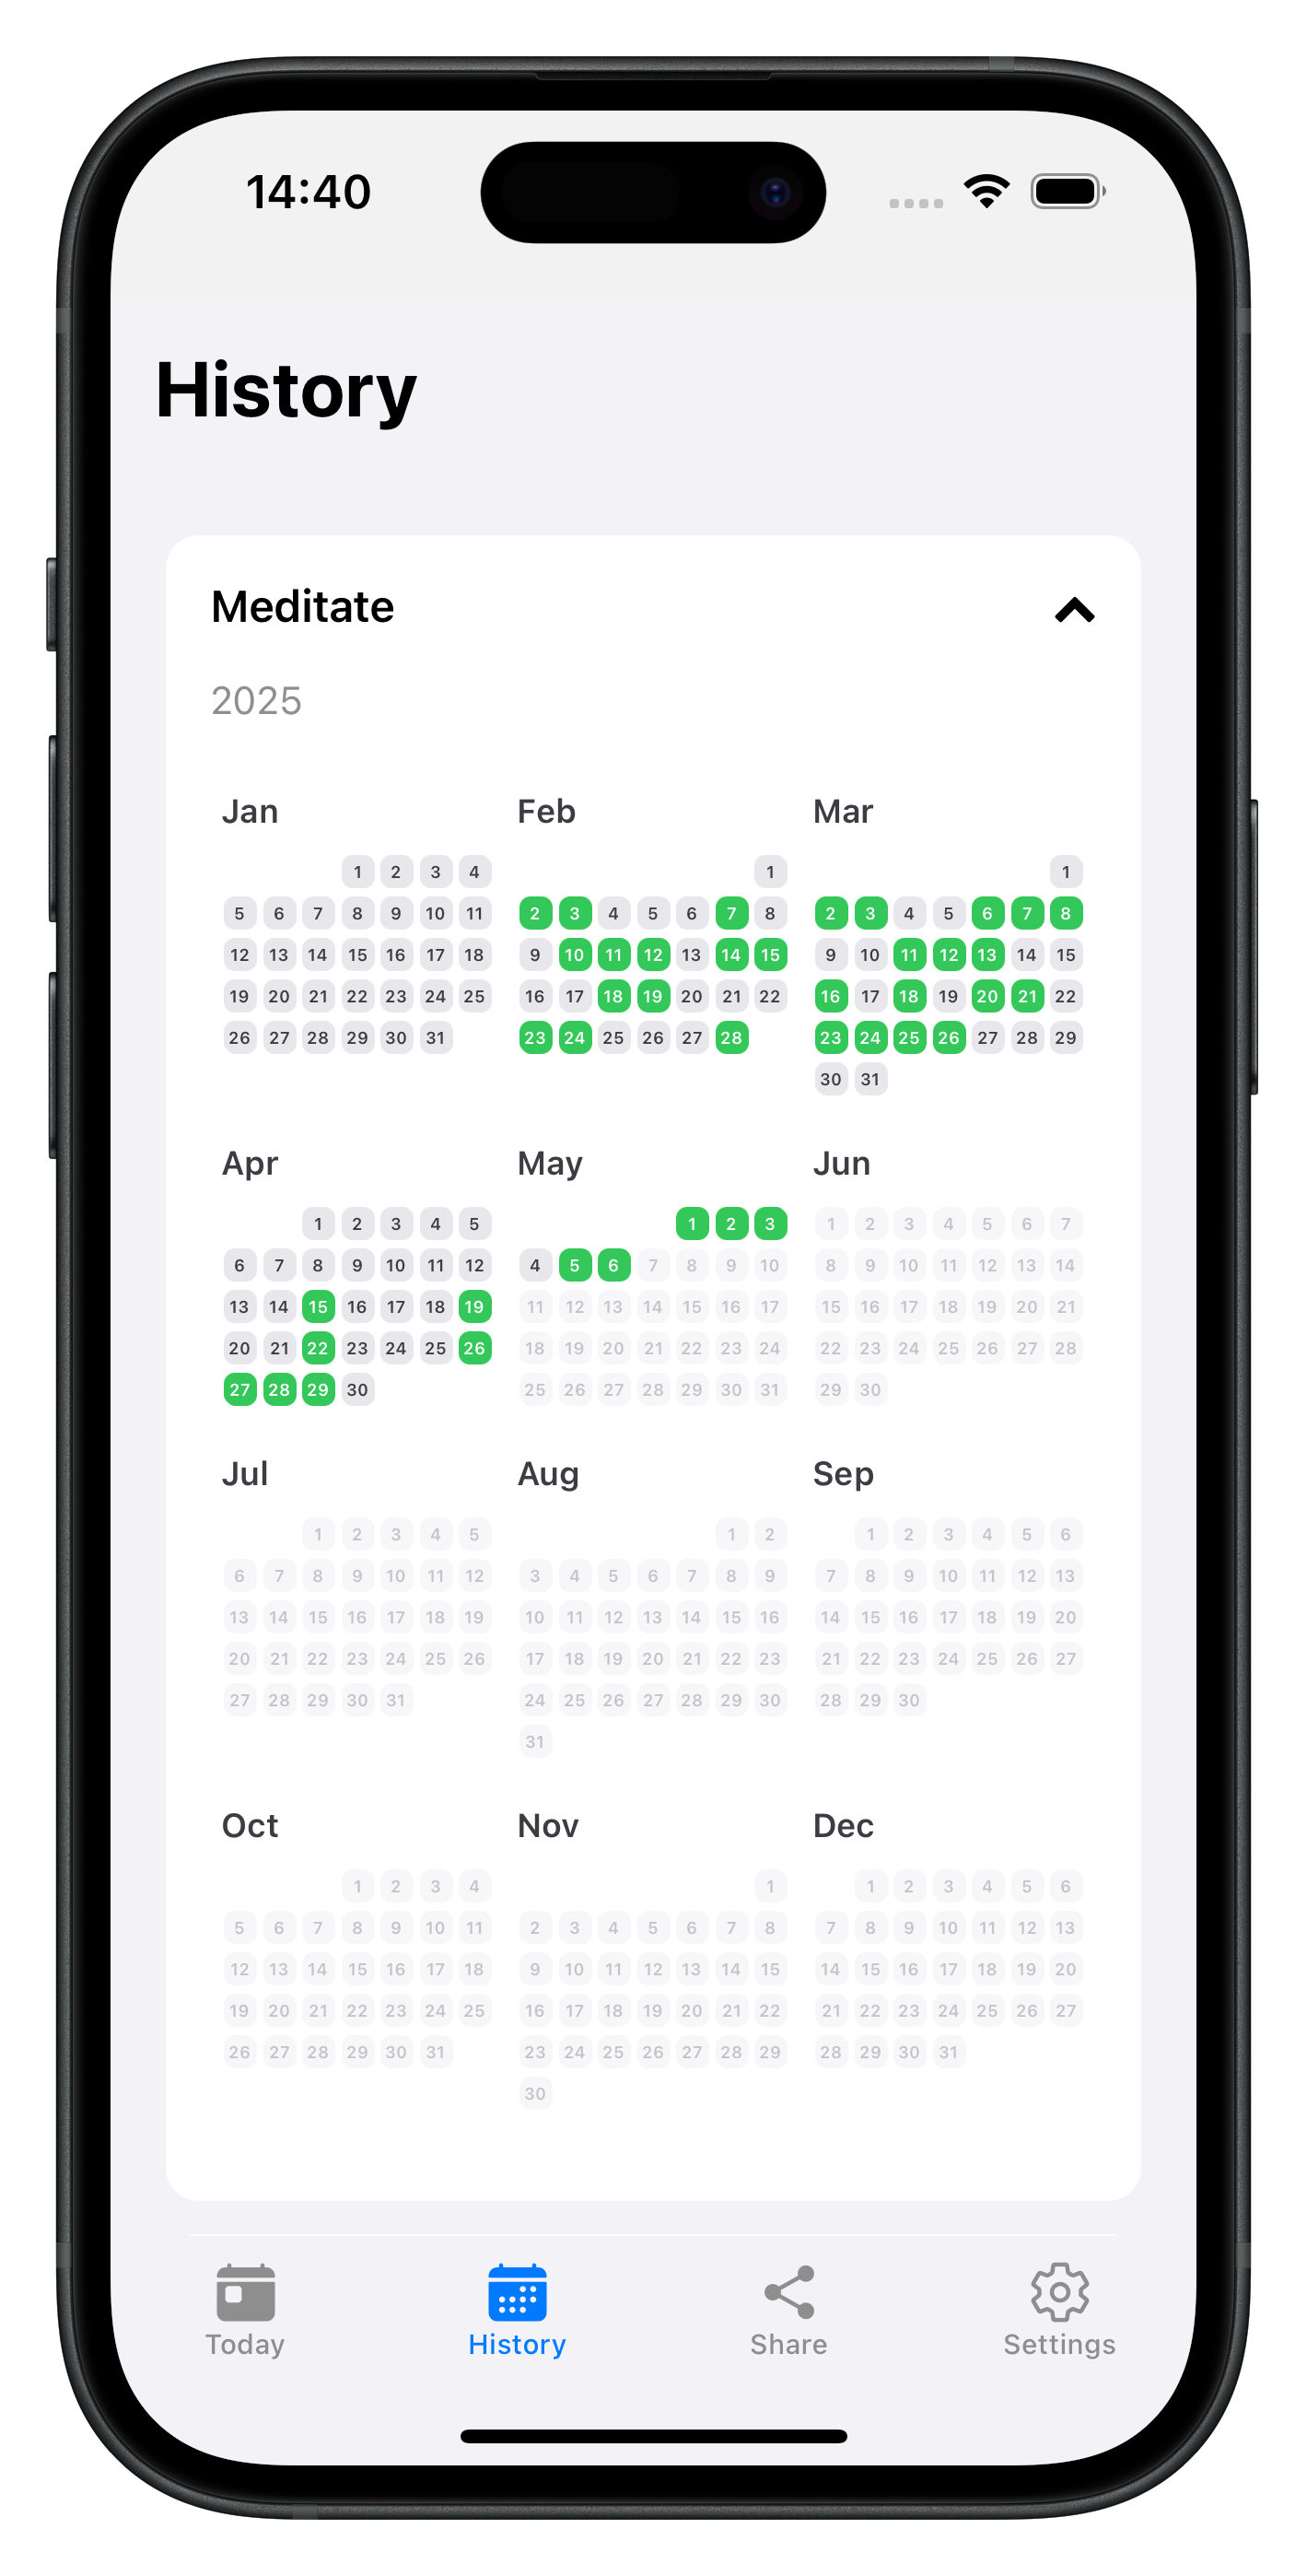 14:40
History
Meditate
2025
Jan Feb Mar
1 2 3 4 1 1
5 6 7 8 9 10 11 2 3 4 5 6 7 8 2 3 4 5 6 7 8
12 13 14 15 16 17 18 9 10 11 12 13 14 15 9 10 11 12 13 14 15
19 20 21 22 23 24 25 16 17 18 19 20 21 22 16 17 18 19 20 21 22
26 27 28 29 30 31 23 24 25 26 27 28 23 24 25 26 27 28 29
30 31
Apr May Jun
1 2 3 4 5 1 2 3 1 2 3 4 5 6 7
6 7 8 9 10 11 12 4 5 6 7 8 9 10 8 9 10 11 12 13 14
13 14 15 16 17 18 19 11 12 13 14 15 16 17 15 16 17 18 19 20 21
20 21 22 23 24 25 26 18 19 20 21 22 23 24 22 23 24 25 26 27 28
27 28 29 30 25 26 27 28 29 30 31 29 30
Jul Aug Sep
1 2 3 4 5 1 2 1 2 3 4 5 6
6 7 8 9 10 11 12 3 4 5 6 7 8 9 7 8 9 10 11 12 13
13 14 15 16 17 18 19 10 11 12 13 14 15 16 14 15 16 17 18 19 20
20 21 22 23 24 25 26 17 18 19 20 21 22 23 21 22 23 24 25 26 27
27 28 29 30 31 24 25 26 27 28 29 30 28 29 30
31
Oct Nov Dec
1 2 3 4 1 1 2 3 4 5 6
5 6 7 8 9 10 11 2 3 4 5 6 7 8 7 8 9 10 11 12 13
12 13 14 15 16 17 18 9 10 11 12 13 14 15 14 15 16 17 18 19 20
19 20 21 22 23 24 25 16 17 18 19 20 21 22 21 22 23 24 25 26 27
26 27 28 29 30 31 23 24 25 26 27 28 29 28 29 30 31
30
Today History Share Settings